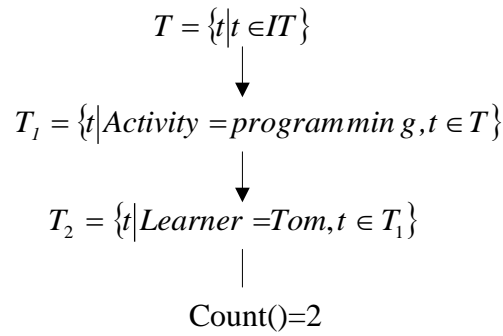 T = {t|t ∈IT}
T₁ = {t|Activity =programmin g,t ∈ T}
T₂ = {t|Learner =Tom,t ∈ T₁}
Count()=2